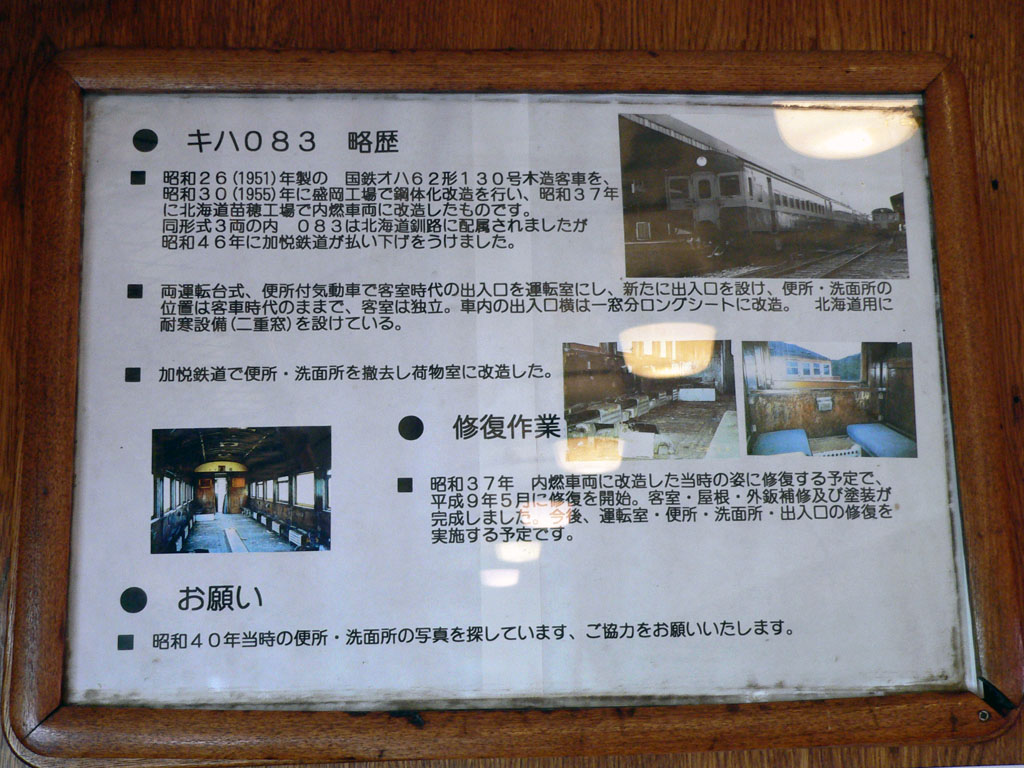 ● キハ０８３　略歴
■ 昭和２６(1951)年製の　国鉄オハ６２形１３０号木造客車を、
昭和３０(1955)年に盛岡工場で鋼体化改造を行い、昭和３７年
に北海道苗穂工場で内燃車両に改造したものです。
同形式３両の内　０８３は北海道釧路に配属されましたが
昭和４６年に加悦鉄道が払い下げをうけました。
■ 両運転台式、便所付気動車で客室時代の出入口を運転室にし、新たに出入口を設け、便所・洗面所の
位置は客車時代のままで、客室は独立。車内の出入口横は一窓分ロングシートに改造。　北海道用に
耐寒設備(二重窓)を設けている。
■ 加悦鉄道で便所・洗面所を撤去し荷物室に改造した。
● 修復作業
■ 昭和３７年　内燃車両に改造した当時の姿に修復する予定で、
平成９年５月に修復を開始。客室・屋根・外鈑補修及び塗装が
完成しました。今後、運転室・便所・洗面所・出入口の修復を
実施する予定です。
● お願い
■ 昭和４０年当時の便所・洗面所の写真を探しています、ご協力をお願いいたします。